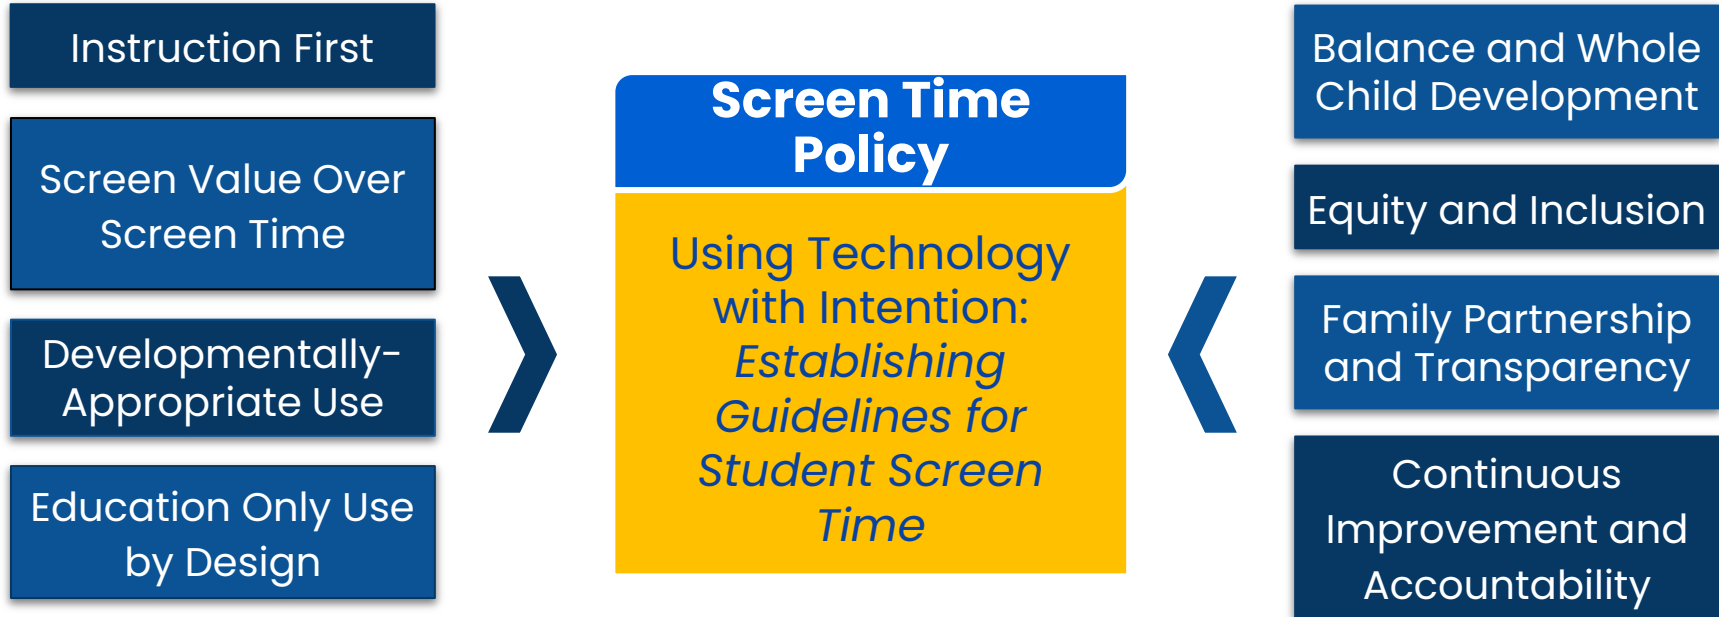 Instruction First
Screen Value Over
Screen Time
Developmentally-
Appropriate Use
Education Only Use
by Design
Screen Time
Policy
Using Technology
with Intention:
Establishing
Guidelines for
Student Screen
Time
Balance and Whole
Child Development
Equity and Inclusion
Family Partnership
and Transparency
Continuous
Improvement and
Accountability